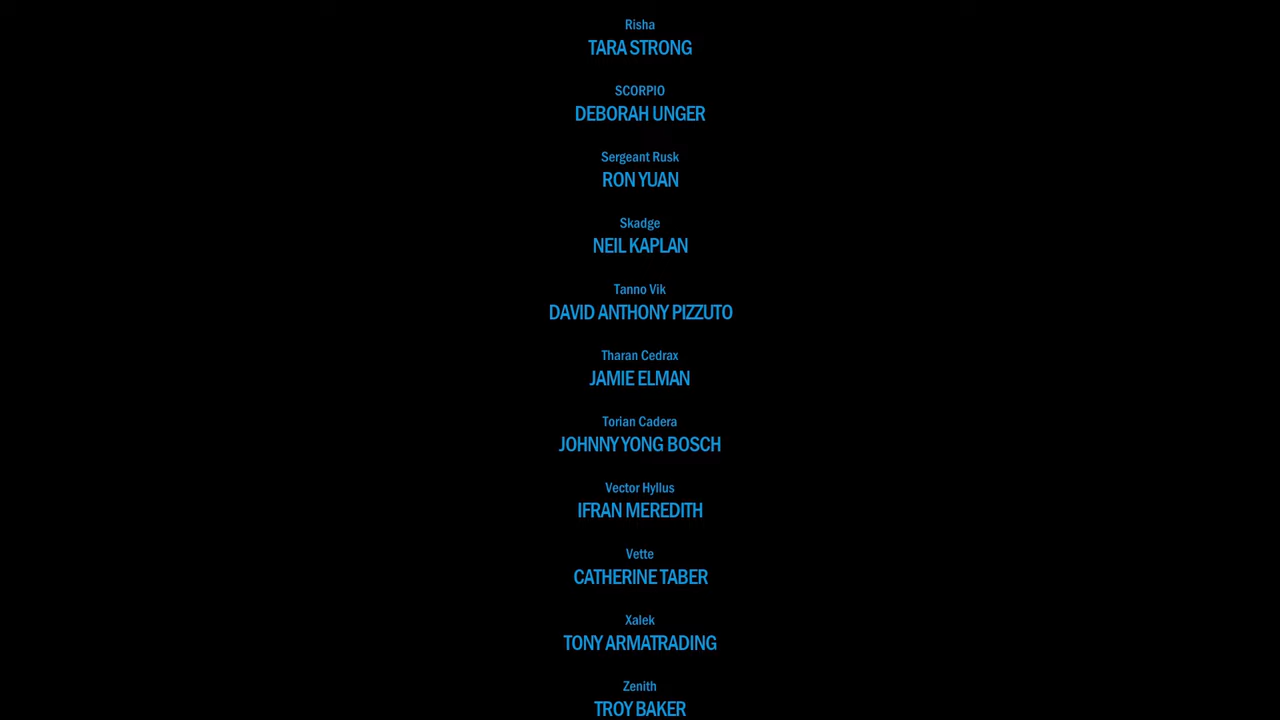 Risha
TARA STRONG
SCORPIO
DEBORAH UNGER
Sergeant Rusk
RON YUAN
Skadge
NEIL KAPLAN
Tanno Vik
DAVID ANTHONY PIZZUTO
Tharan Cedrax
JAMIE ELMAN
Torian Cadera
JOHNNY YONG BOSCH
Vector Hyllus
IFRAN MEREDITH
Vette
CATHERINE TABER
Xalek
TONY ARMATRADING
Zenith
TROY BAKER